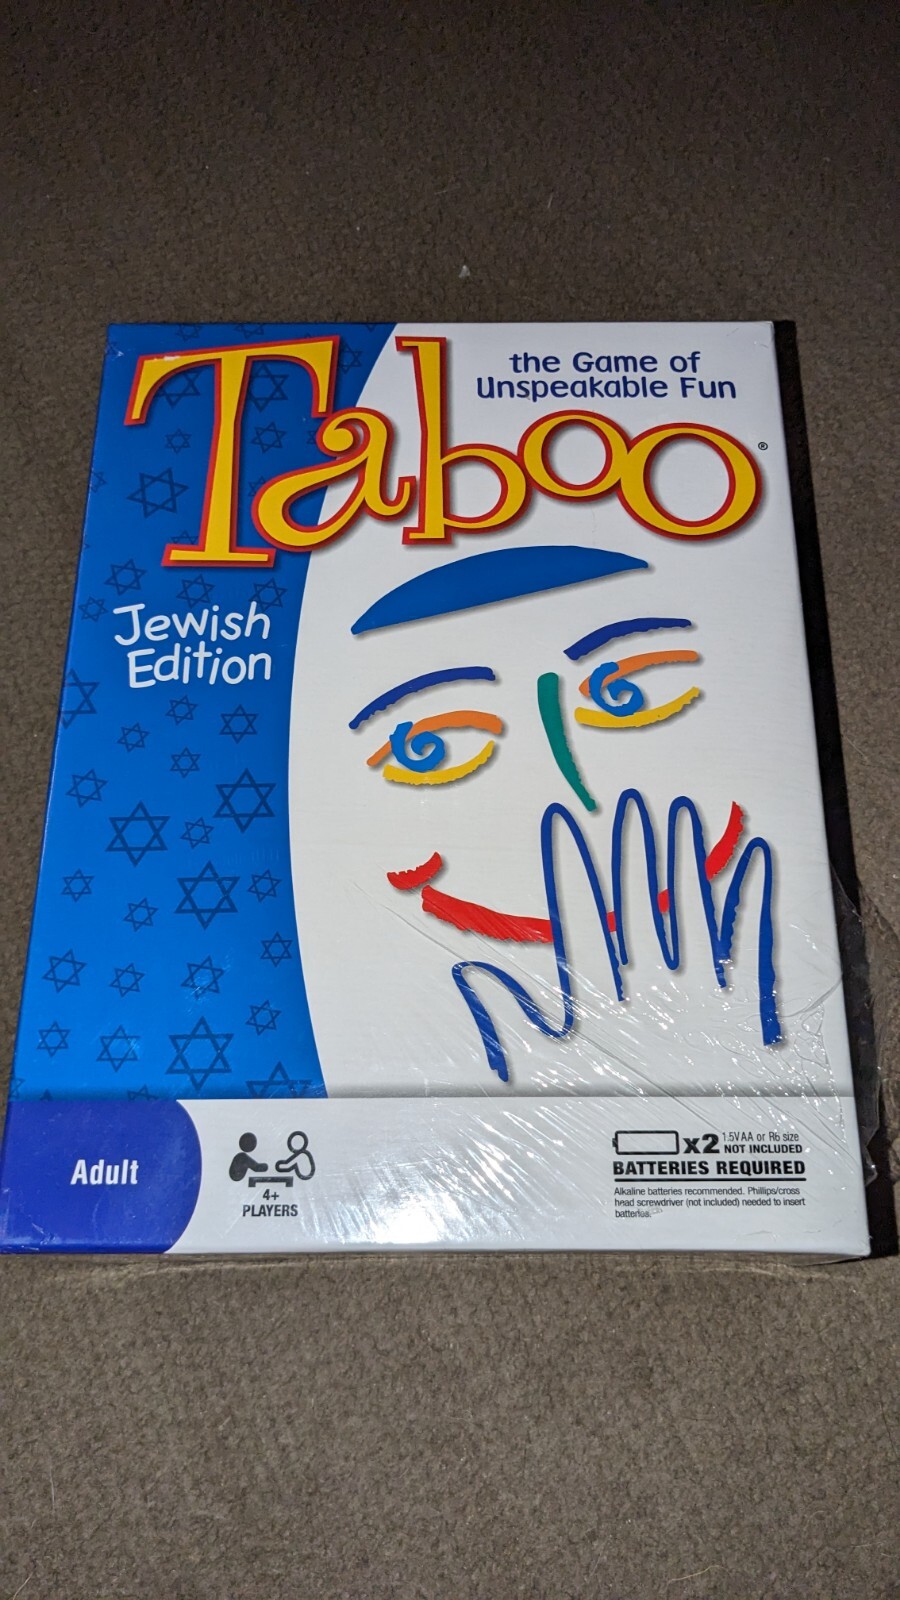 the Game of
Unspeakable Fun
Taboo®
Jewish
Edition
Adult
4+
PLAYERS
x2 1.5V AA or R6 size
NOT INCLUDED
BATTERIES REQUIRED
Alkaline batteries recommended. Phillips/cross
head screwdriver (not included) needed to insert
batteries.